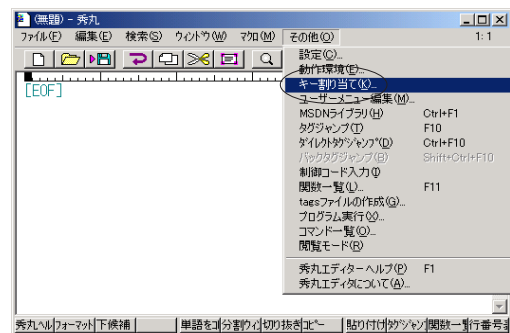 (無題) - 秀丸
ファイル(F) 編集(E) 検索(S) ウィンドウ(W) マクロ(M) その他(O) 1: 1
設定(C)...
動作環境(E)...
キー割り当て(K)...
ユーザーメニュー編集(M)...
MSDNライブラリ(H) Ctrl+F1
タグジャンプ(T) F10
ダイレクトタグジャンプ(D) Ctrl+F10
バックタグジャンプ(B) Shift+Ctrl+F10
制御コード入力(I)
関数一覧(L)... F11
tagsファイルの作成(G)...
プログラム実行(X)...
コマンド一覧(O)...
閲覧モード(R)
秀丸エディターヘルプ(P) F1
秀丸エディタについて(A)...
[EOF]
秀丸ヘル フォーマット 下候補 単語をコ 分割ウィ 切り抜き コピー 貼り付け タグジャン 関数一覧 行番号